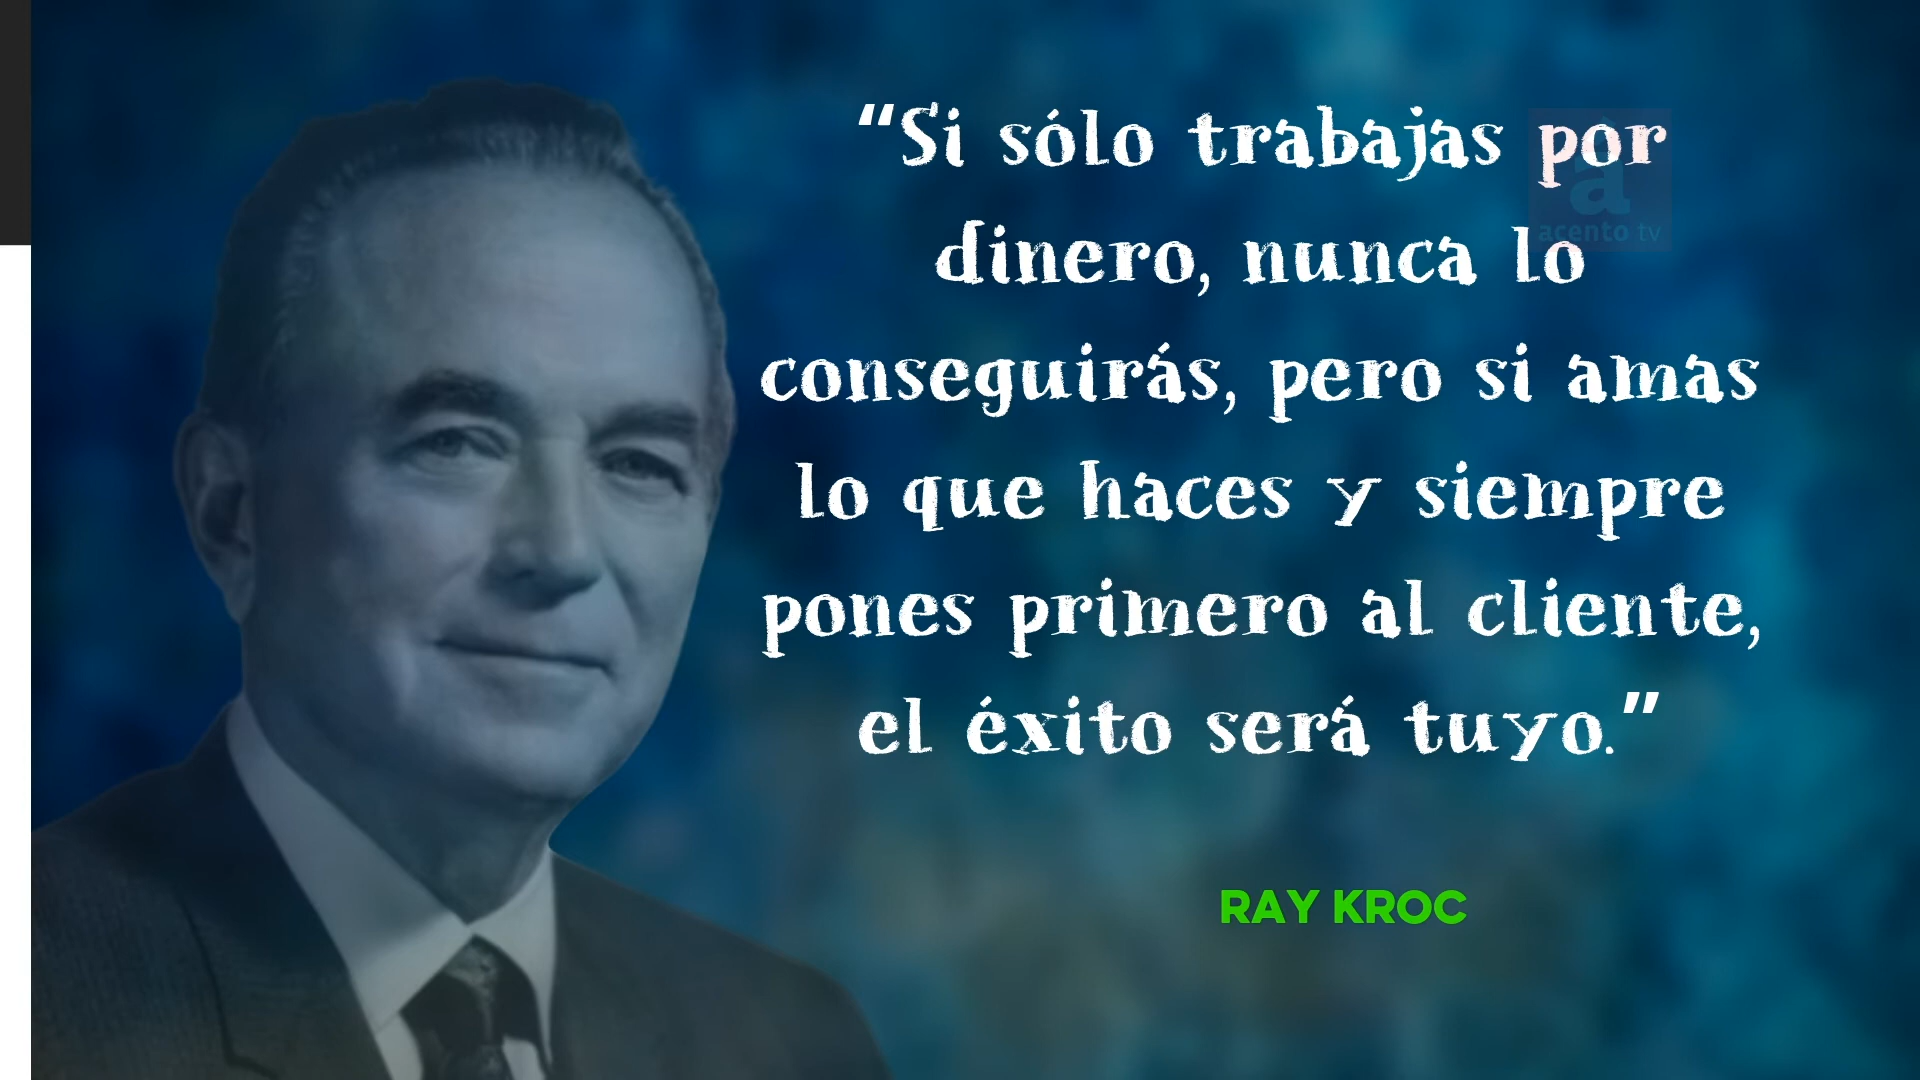 “Si sólo trabajas por
dinero, nunca lo
conseguirás, pero si amas
lo que haces y siempre
pones primero al cliente,
el éxito será tuyo.”
RAY KROC
á
acento tv